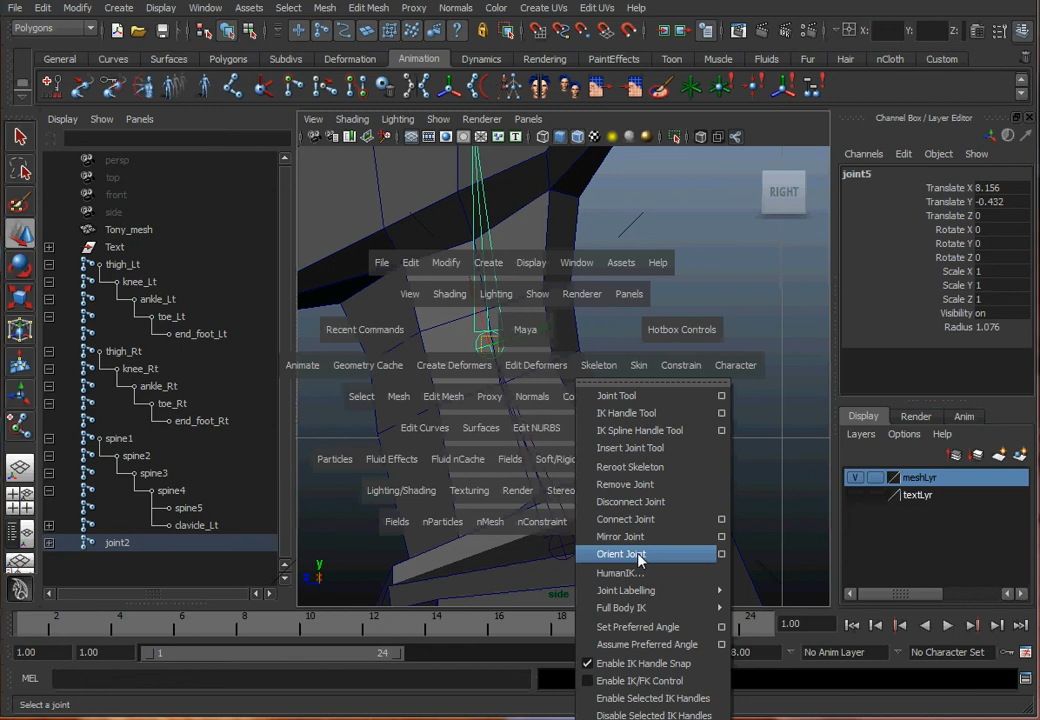 File Edit Modify Create Display Window Assets Select Mesh Edit Mesh Proxy Normals Color Create UVs Edit UVs Help
Polygons X: Y: Z:
General Curves Surfaces Polygons Subdivs Deformation Animation Dynamics Rendering PaintEffects Toon Muscle Fluids Fur Hair nCloth Custom
Display Show Panels
View Shading Lighting Show Renderer Panels
Channel Box / Layer Editor
Channels Edit Object Show
joint5
Translate X 8.156
Translate Y -0.432
Translate Z 0
Rotate X 0
Rotate Y 0
Rotate Z 0
Scale X 1
Scale Y 1
Scale Z 1
Visibility on
Radius 1.076
persp
top
front
side
Tony_mesh
Text
thigh_Lt
knee_Lt
ankle_Lt
toe_Lt
end_foot_Lt
thigh_Rt
knee_Rt
ankle_Rt
toe_Rt
end_foot_Rt
spine1
spine2
spine3
spine4
spine5
clavide_Lt
joint2
RIGHT
File Edit Modify Create Display Window Assets Help
View Shading Lighting Show Renderer Panels
Recent Commands Maya Hotbox Controls
Animate Geometry Cache Create Deformers Edit Deformers Skeleton Skin Constrain Character
Select Mesh Edit Mesh Proxy Normals Co
Edit Curves Surfaces Edit NURBS
Particles Fluid Effects Fluid nCache Fields Soft/Rigid
Lighting/Shading Texturing Render Stereo
Fields nParticles nMesh nConstraint
Joint Tool
IK Handle Tool
IK Spline Handle Tool
Insert Joint Tool
Reroot Skeleton
Remove Joint
Disconnect Joint
Connect Joint
Mirror Joint
Orient Joint
HumanIK...
Joint Labelling
Full Body IK
Set Preferred Angle
Assume Preferred Angle
Enable IK Handle Snap
Enable IK/FK Control
Enable Selected IK Handles
Disable Selected IK Handles
y
z x
side
Display Render Anim
Layers Options Help
V meshLyr
textLyr
2 4 6 8 10 12 14 16 18 24 1.00
1.00 1.00 1 24 8.00 No Anim Layer No Character Set
MEL
Select a joint